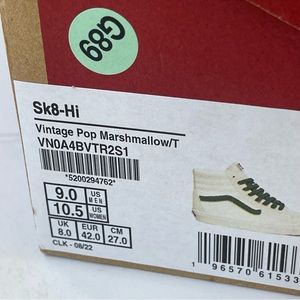 G89
Sk8-Hi
Vintage Pop Marshmallow/T
VN0A4BVTR2S1
*5200294762*
9.0 US MEN
10.5 US WOMEN
UK 8.0 EUR 42.0 CM 27.0
CLK - 08/22
1 96570 61533